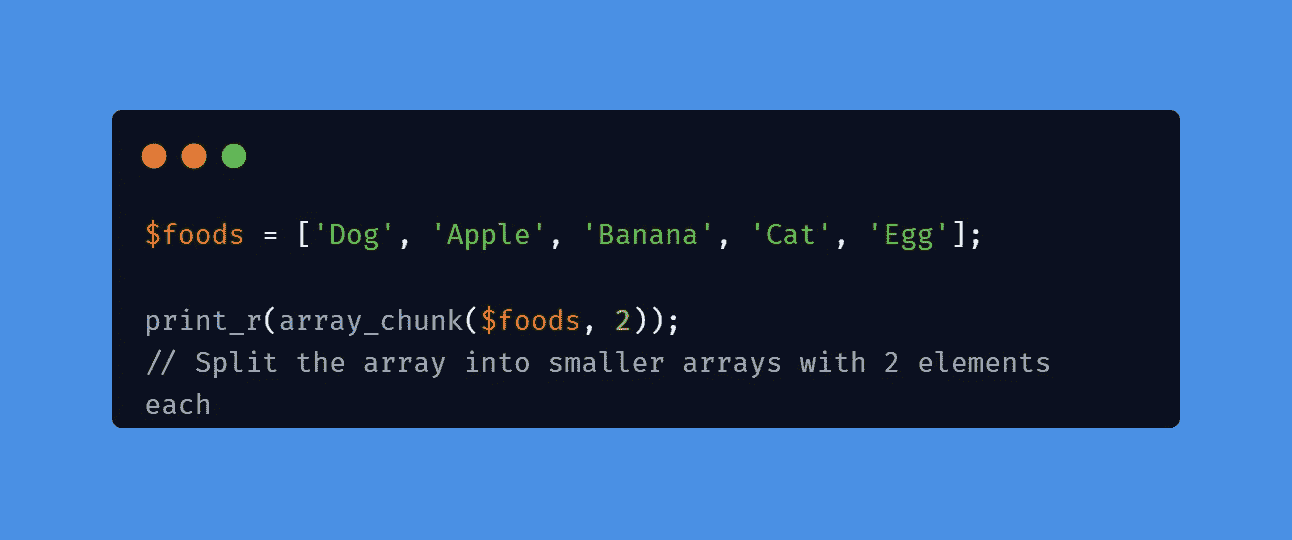 $foods = ['Dog', 'Apple', 'Banana', 'Cat', 'Egg'];
print_r(array_chunk($foods, 2));
// Split the array into smaller arrays with 2 elements
each